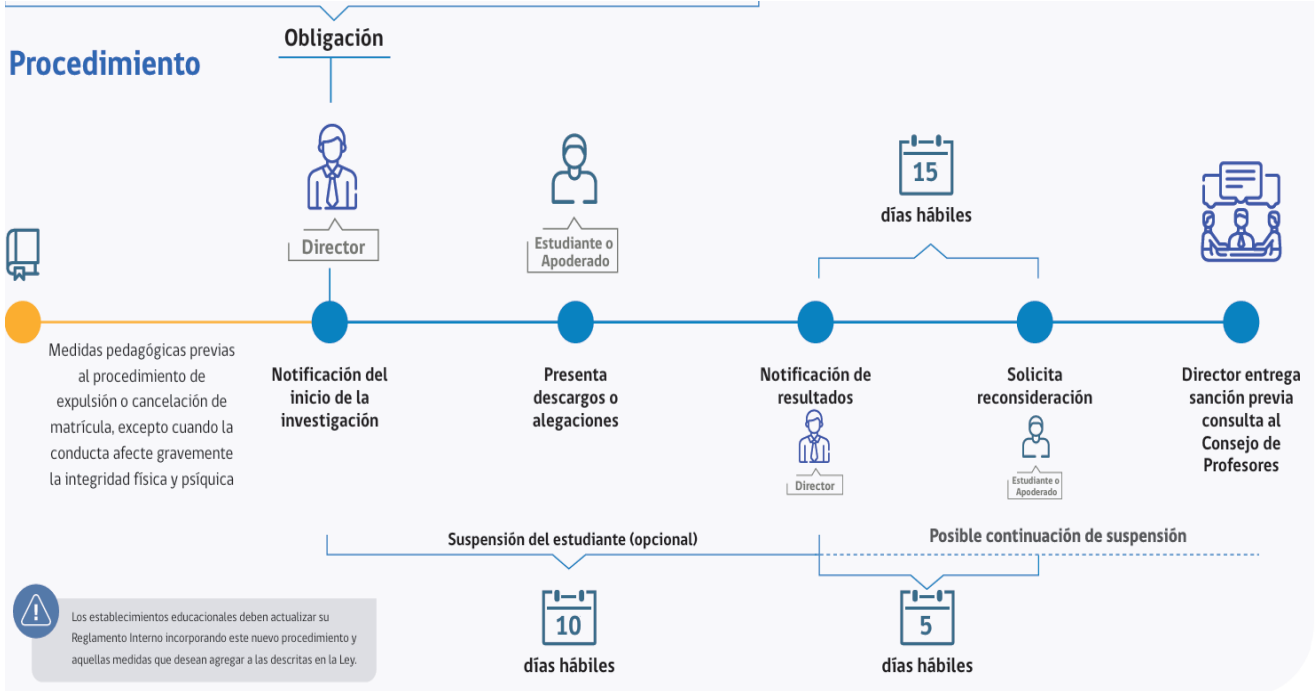 Procedimiento
Obligación
Director
Estudiante o
Apoderado
15
días hábiles
Medidas pedagógicas previas
al procedimiento de
expulsión o cancelación de
matrícula, excepto cuando la
conducta afecte gravemente
la integridad física y psíquica
Notificación del
inicio de la
investigación
Presenta
descargos o
alegaciones
Notificación de
resultados
Director
Solicita
reconsideración
Estudiante o
Apoderado
Director entrega
sanción previa
consulta al
Consejo de
Profesores
Suspensión del estudiante (opcional)
10
días hábiles
Posible continuación de suspensión
5
días hábiles
Los establecimientos educacionales deben actualizar su
Reglamento Interno incorporando este nuevo procedimiento y
aquellas medidas que desean agregar a las descritas en la Ley.